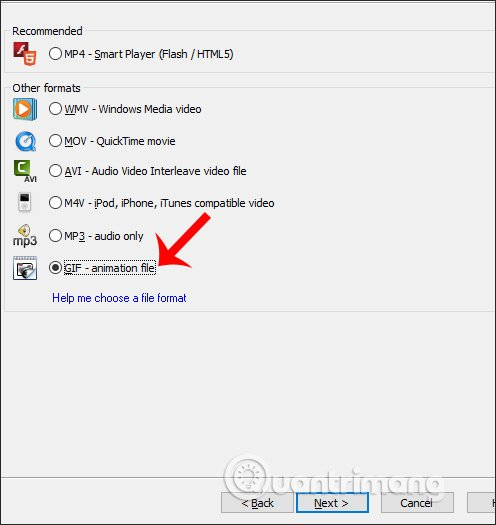 Recommended
MP4 - Smart Player (Flash / HTML5)
Other formats
WMV - Windows Media video
MOV - QuickTime movie
AVI - Audio Video Interleave video file
AVI
M4V - iPod, iPhone, iTunes compatible video
MP3 - audio only
mp3
GIF - animation file
Help me choose a file format
Quantrimang
< Back Next > Cancel H